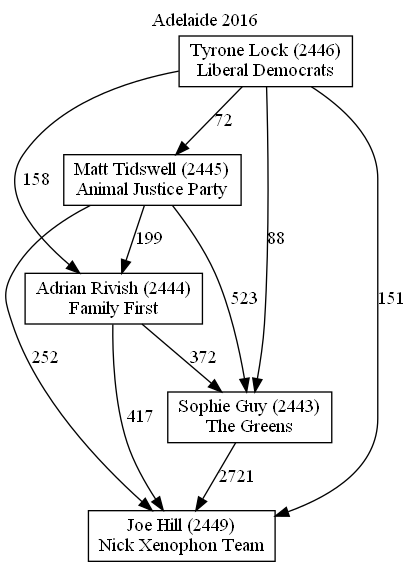 Adelaide 2016
Tyrone Lock (2446)
Liberal Democrats
72
Matt Tidswell (2445)
Animal Justice Party
158
199
88
Adrian Rivish (2444)
Family First
523
151
252
372
417
Sophie Guy (2443)
The Greens
2721
Joe Hill (2449)
Nick Xenophon Team